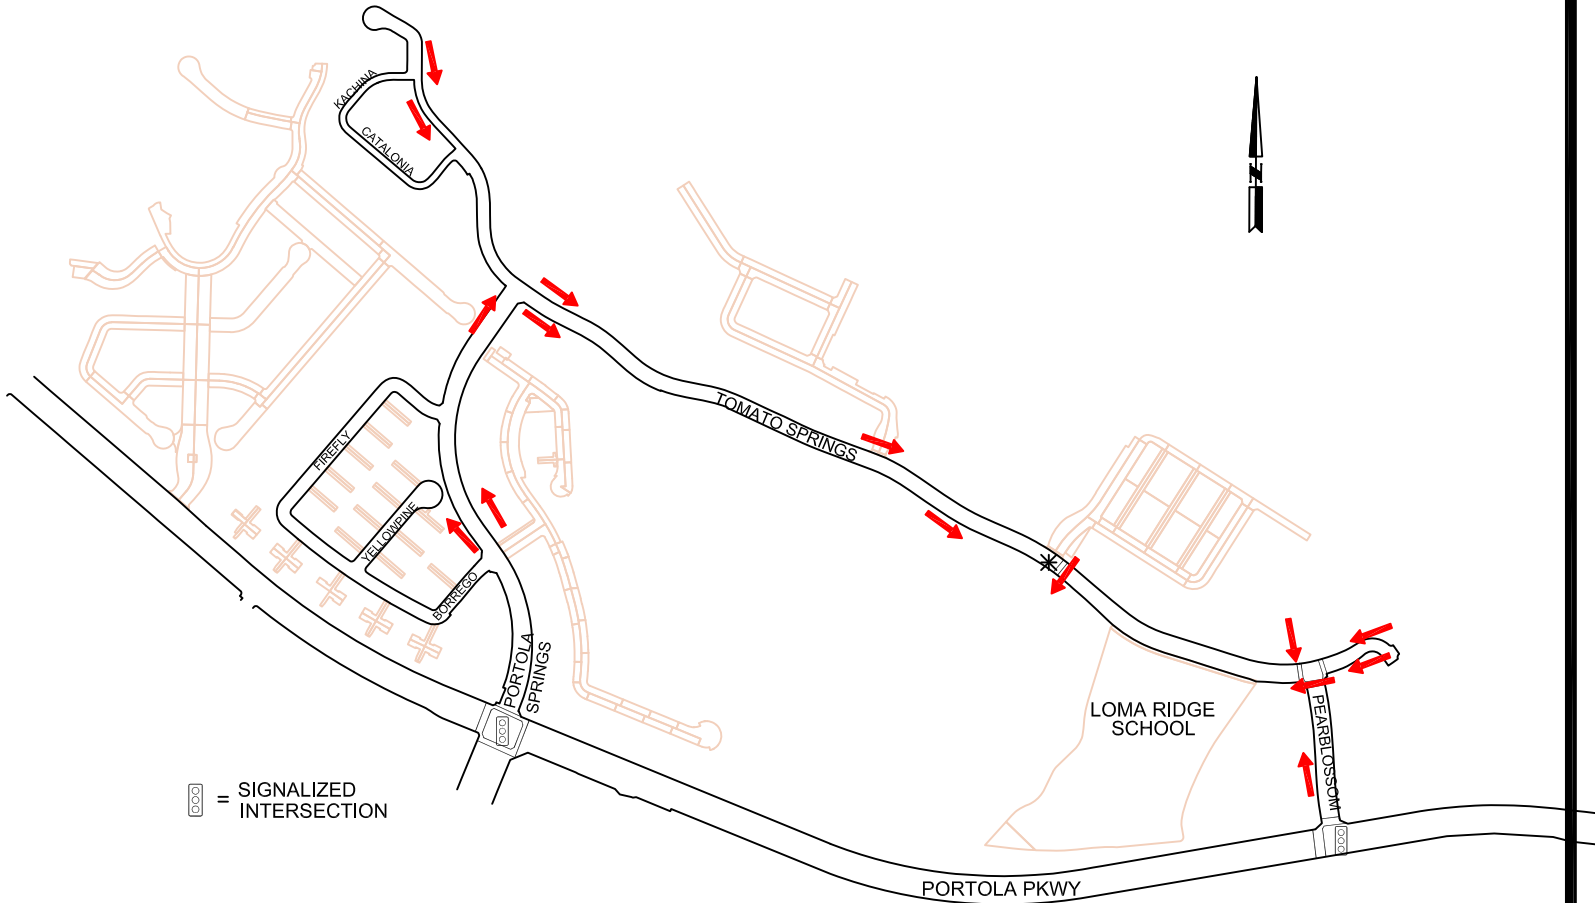 KACHINA
CATALONIA
N
TOMATO SPRINGS
FIREFLY
YELLOWPINE
BORREGO
PORTOLA
SPRINGS
LOMA RIDGE
SCHOOL
PEARBLOSSOM
= SIGNALIZED
INTERSECTION
PORTOLA PKWY